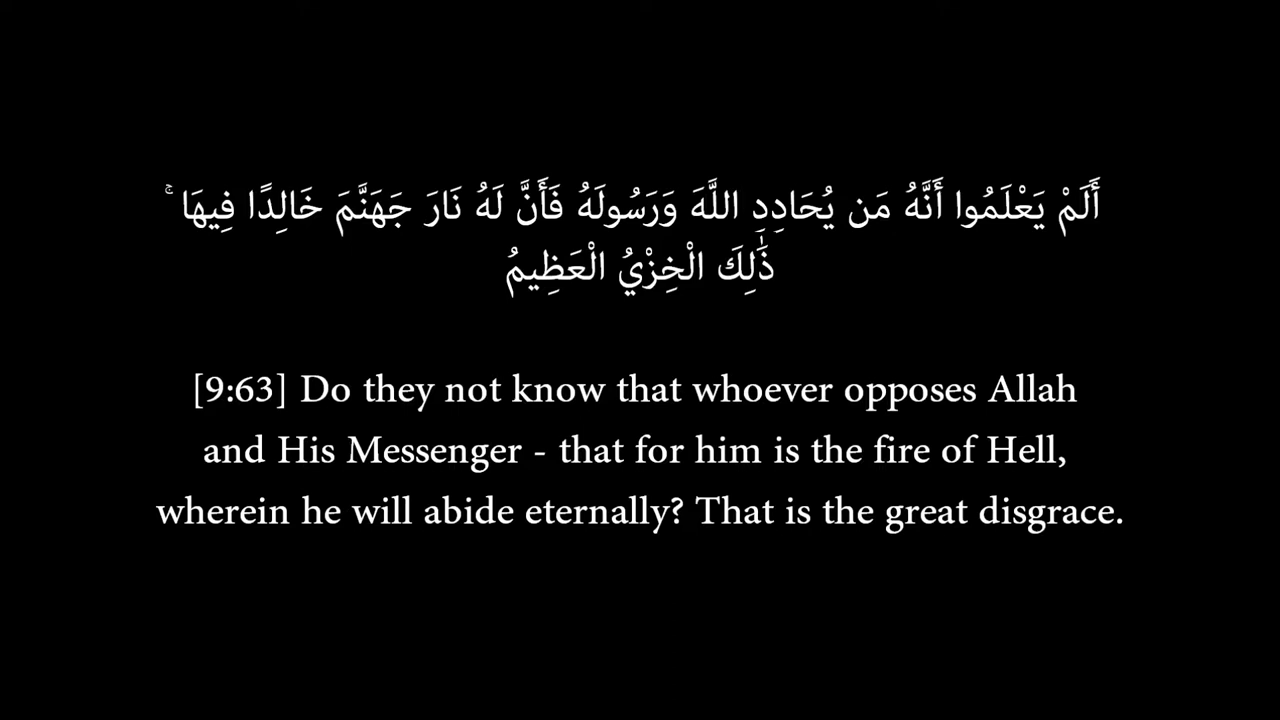 أَلَمْ يَعْلَمُوا أَنَّهُ مَن يُحَادِدِ اللَّهَ وَرَسُولَهُ فَأَنَّ لَهُ نَارَ جَهَنَّمَ خَالِدًا فِيهَا ۚ
ذَٰلِكَ الْخِزْيُ الْعَظِيمُ
[9:63] Do they not know that whoever opposes Allah
and His Messenger - that for him is the fire of Hell,
wherein he will abide eternally? That is the great disgrace.